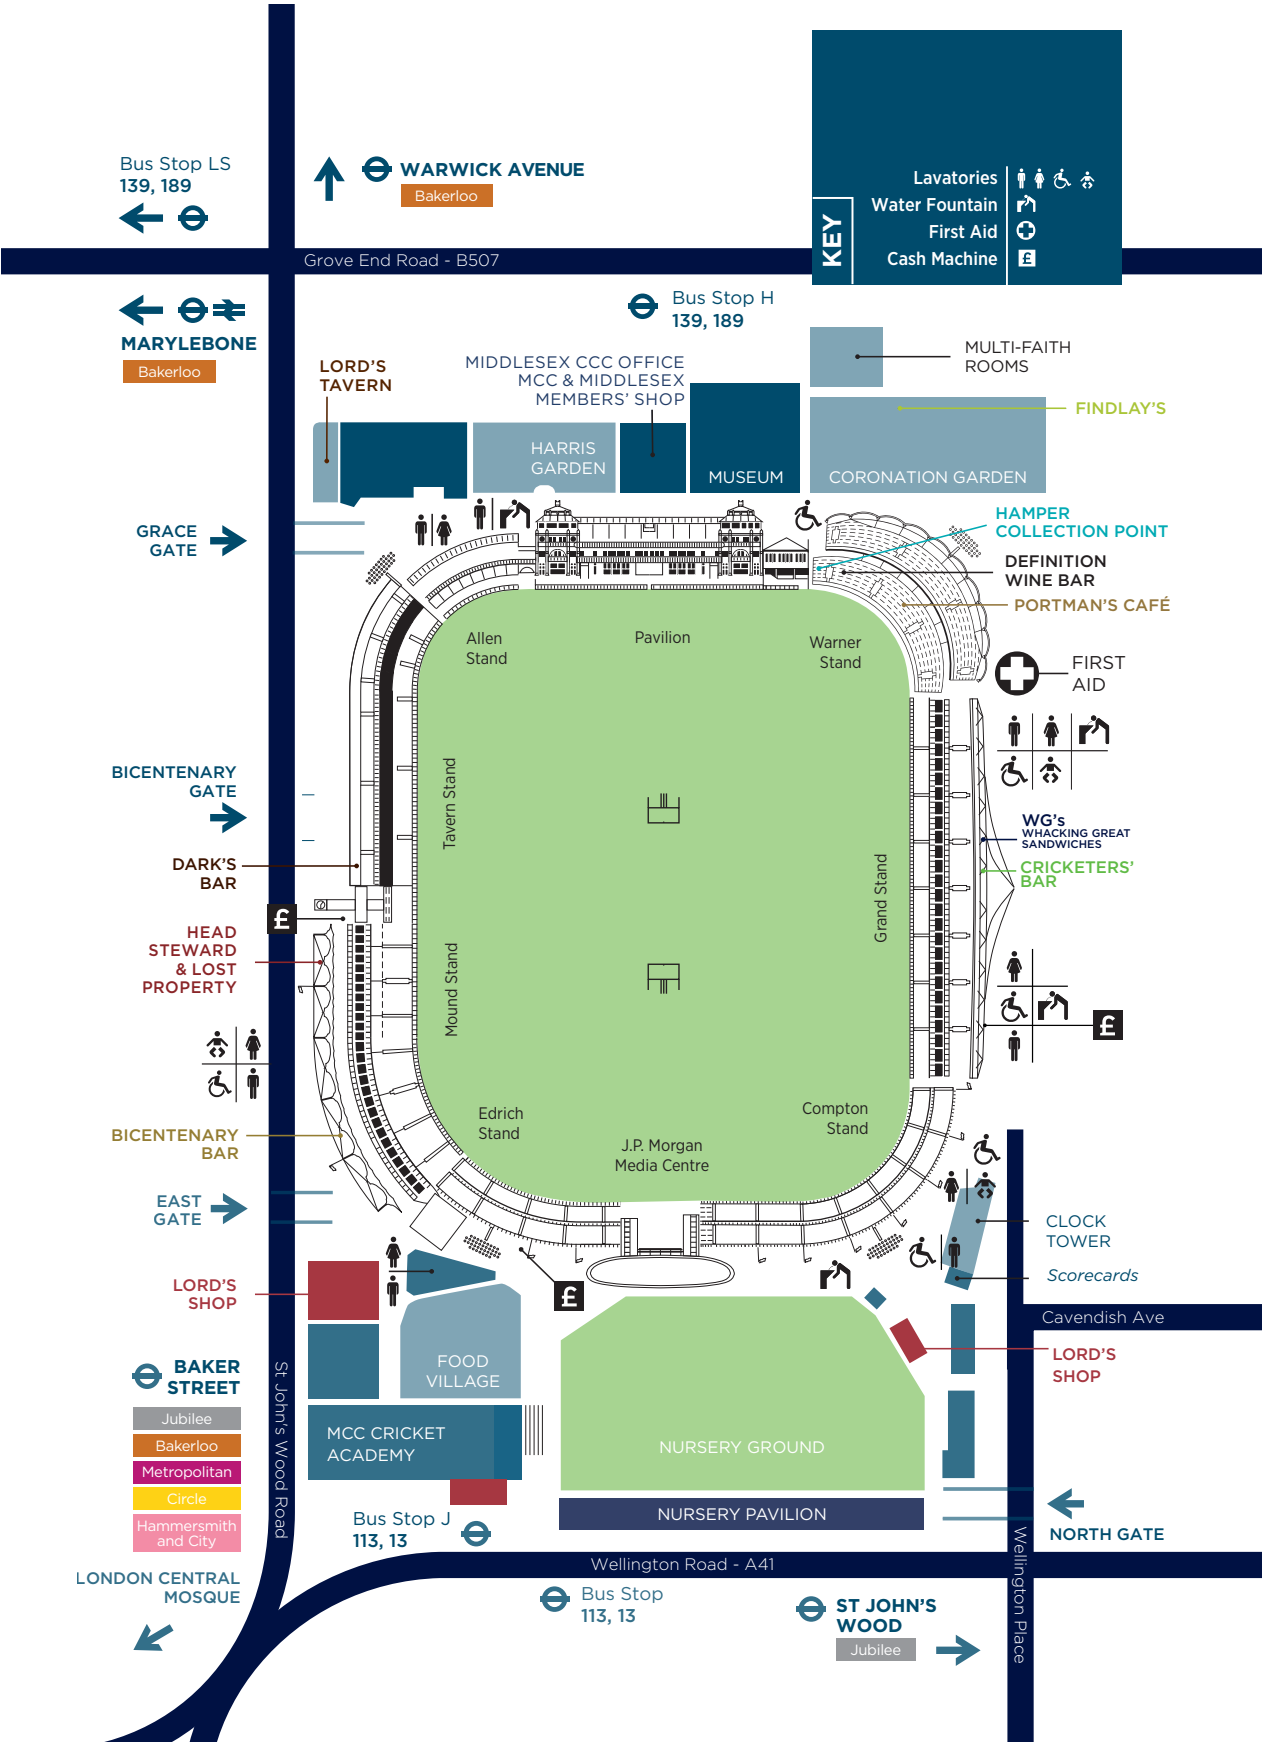 Bus Stop LS
139, 189
WARWICK AVENUE
Bakerloo
Lavatories
Water Fountain
First Aid
Cash Machine
KEY
£
Grove End Road - B507
MARYLEBONE
Bakerloo
Bus Stop H
139, 189
MULTI-FAITH
ROOMS
LORD'S
TAVERN
MIDDLESEX CCC OFFICE
MCC & MIDDLESEX
MEMBERS' SHOP
FINDLAY'S
HARRIS
GARDEN
MUSEUM
CORONATION GARDEN
GRACE
GATE
HAMPER
COLLECTION POINT
DEFINITION
WINE BAR
PORTMAN'S CAFÉ
Allen
Stand
Pavilion
Warner
Stand
FIRST
AID
BICENTENARY
GATE
Tavern Stand
WG's
WHACKING GREAT
SANDWICHES
CRICKETERS'
BAR
DARK'S
BAR
£
Grand Stand
HEAD
STEWARD
& LOST
PROPERTY
Mound Stand
£
BICENTENARY
BAR
Edrich
Stand
Compton
Stand
J.P. Morgan
Media Centre
EAST
GATE
CLOCK
TOWER
Scorecards
LORD'S
SHOP
£
Cavendish Ave
LORD'S
SHOP
FOOD
VILLAGE
BAKER
STREET
Jubilee
Bakerloo
Metropolitan
Circle
Hammersmith
and City
St John's Wood Road
MCC CRICKET
ACADEMY
NURSERY GROUND
NURSERY PAVILION
Bus Stop J
113, 13
NORTH GATE
Wellington Road - A41
Wellington Place
LONDON CENTRAL
MOSQUE
Bus Stop
113, 13
ST JOHN'S
WOOD
Jubilee